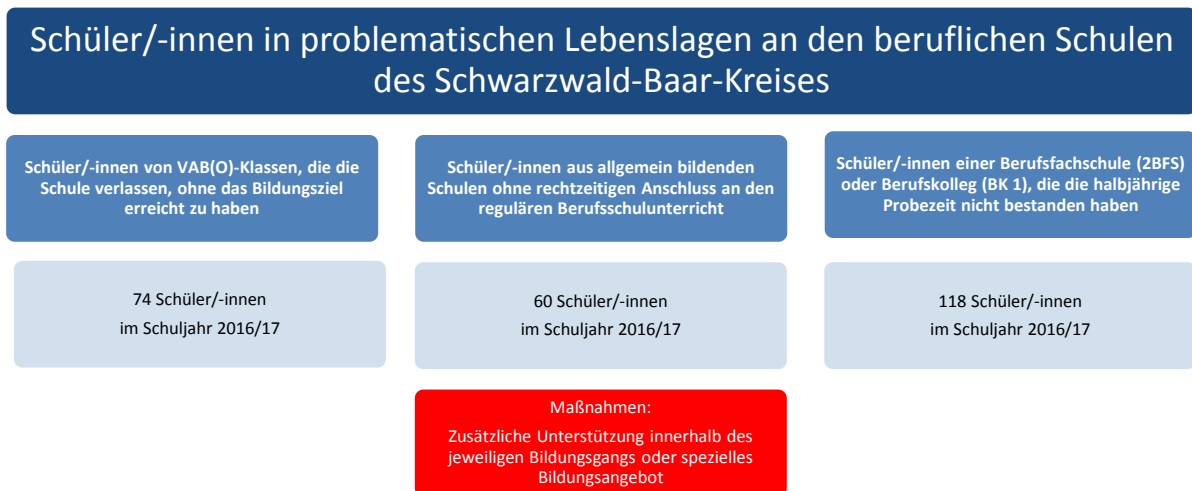 Schüler/-innen in problematischen Lebenslagen an den beruflichen Schulen
des Schwarzwald-Baar-Kreises
Schüler/-innen von VAB(O)-Klassen, die die
Schule verlassen, ohne das Bildungsziel
erreicht zu haben
Schüler/-innen aus allgemein bildenden
Schulen ohne rechtzeitigen Anschluss an den
regulären Berufsschulunterricht
Schüler/-innen einer Berufsfachschule (2BFS)
oder Berufskolleg (BK 1), die die halbjährige
Probezeit nicht bestanden haben
74 Schüler/-innen
im Schuljahr 2016/17
60 Schüler/-innen
im Schuljahr 2016/17
118 Schüler/-innen
im Schuljahr 2016/17
Maßnahmen:
Zusätzliche Unterstützung innerhalb des
jeweiligen Bildungsgangs oder spezielles
Bildungsangebot